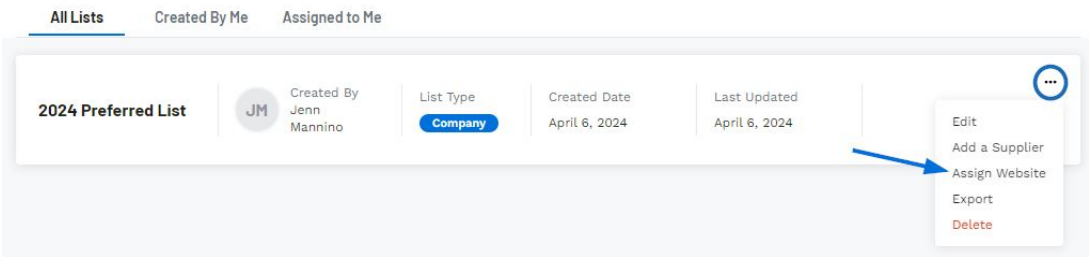 All Lists Created By Me Assigned to Me
2024 Preferred List
JM
Created By
Jenn
Mannino
List Type
Company
Created Date
April 6, 2024
Last Updated
April 6, 2024
Edit
Add a Supplier
Assign Website
Export
Delete